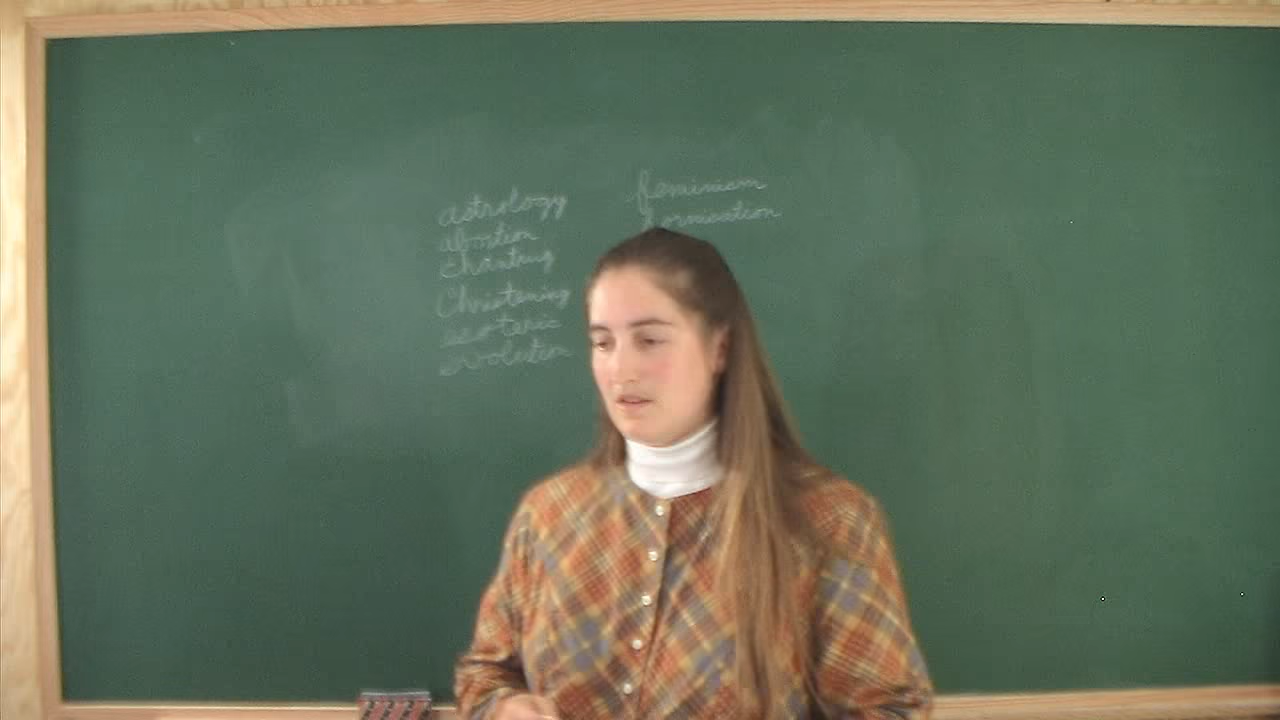 astrology
abortion
chanting
Christening
esoteric
evolution
feminism
fornication